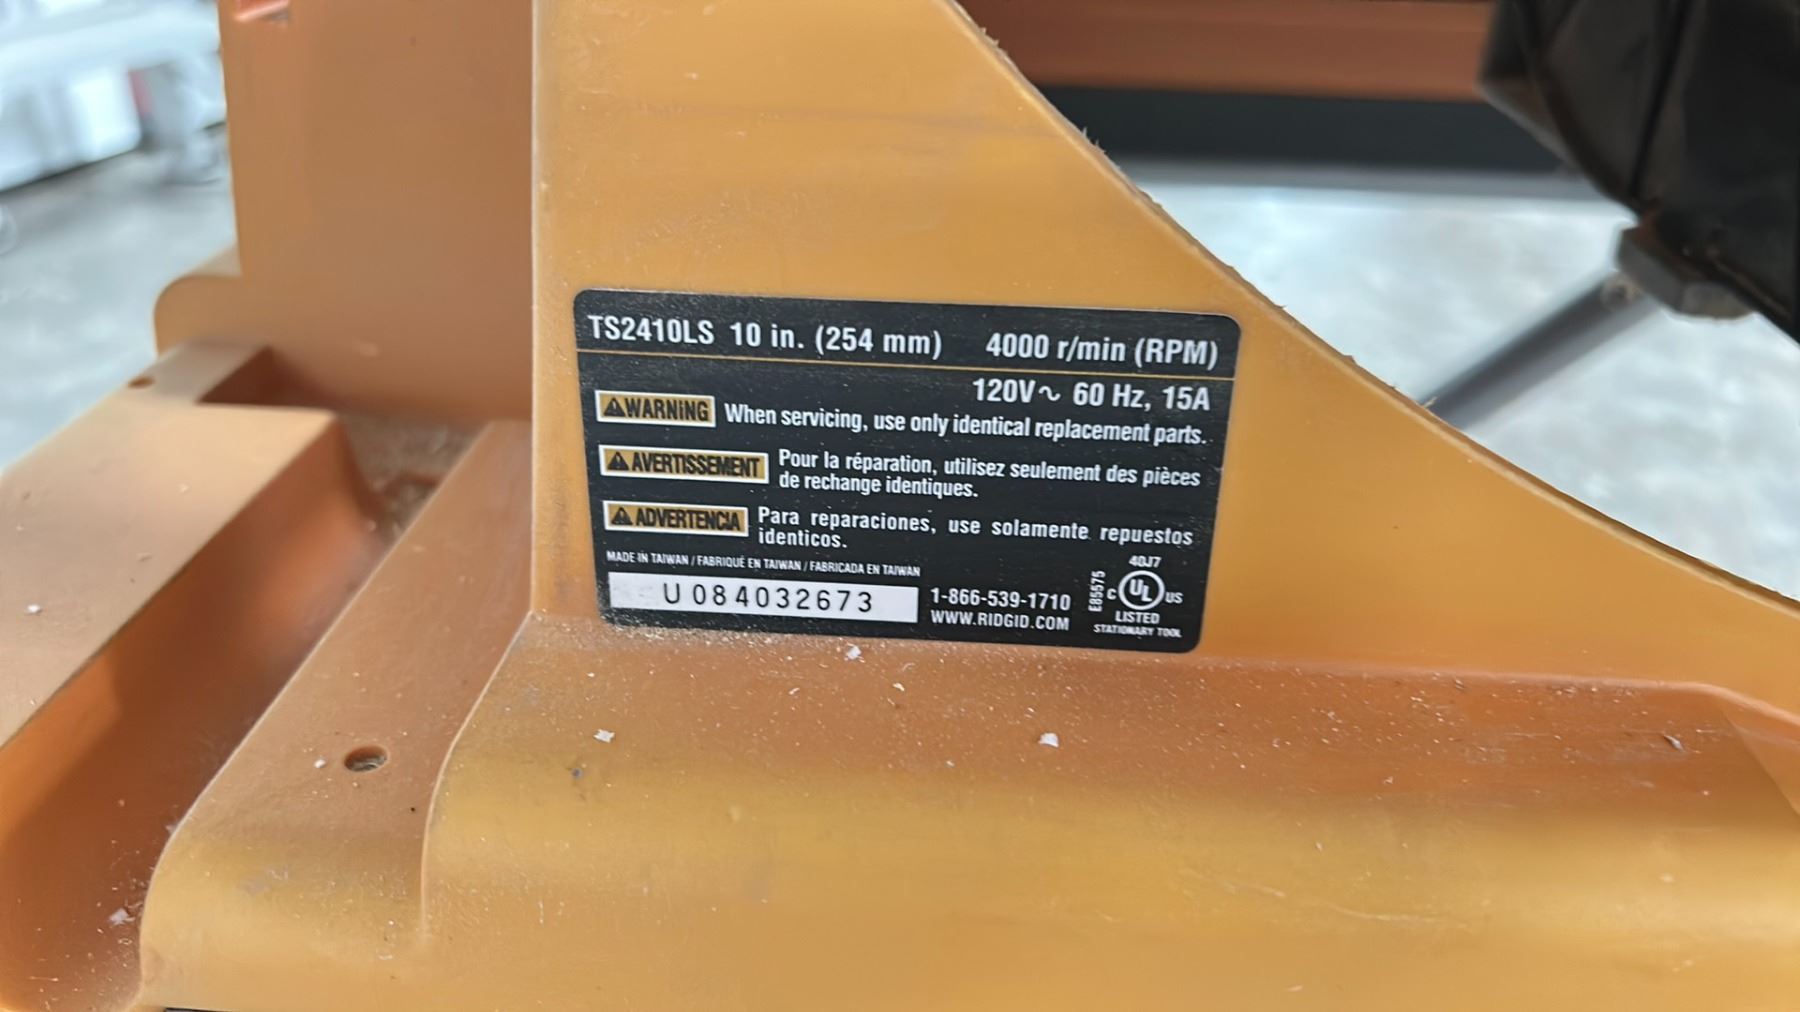 TS2410LS 10 in. (254 mm) 4000 r/min (RPM)
120V~ 60 Hz, 15A
WARNING When servicing, use only identical replacement parts.
AVERTISSEMENT Pour la réparation, utilisez seulement des pièces
de rechange identiques.
ADVERTENCIA Para reparaciones, use solamente repuestos
identicos.
MADE IN TAIWAN / FABRIQUÉ EN TAIWAN / FABRICADA EN TAIWAN
U 084032673
1-866-539-1710
WWW.RIDGID.COM
40J7
E85575
C UL US
LISTED
STATIONARY TOOL